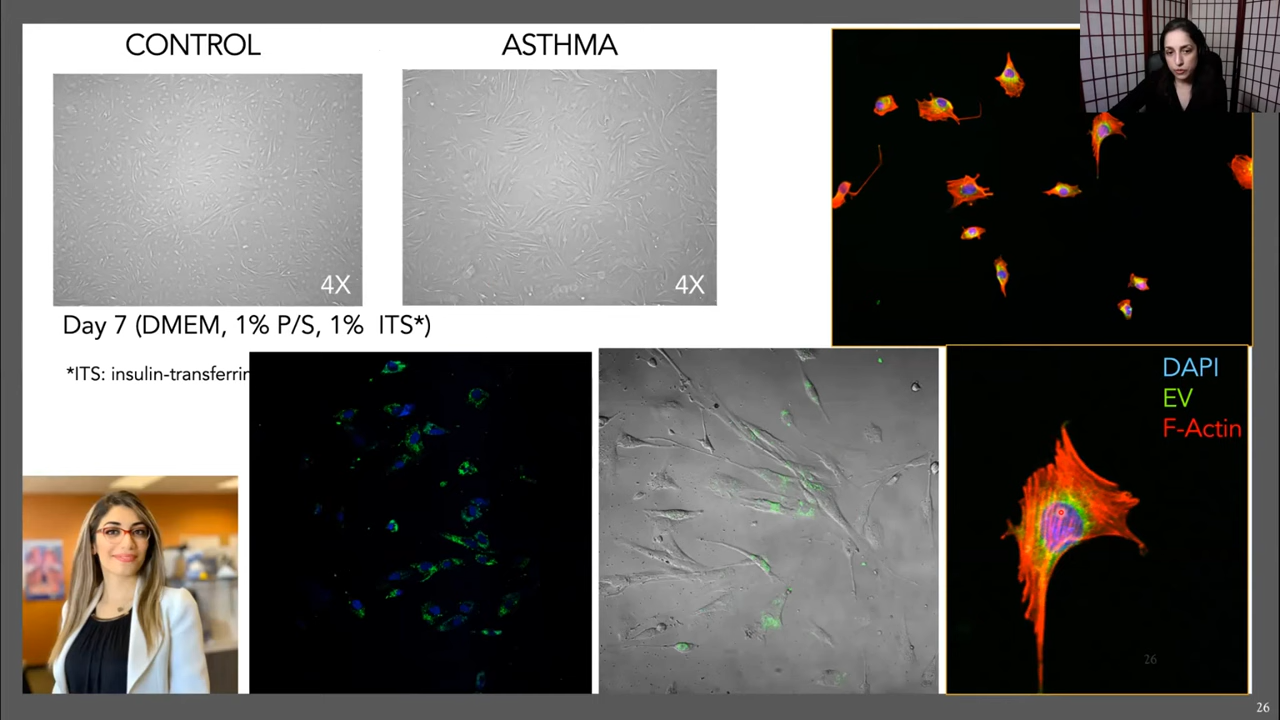 CONTROL
ASTHMA
4X
4X
Day 7 (DMEM, 1% P/S, 1% ITS*)
*ITS: insulin-transferrin
DAPI
EV
F-Actin
26
26